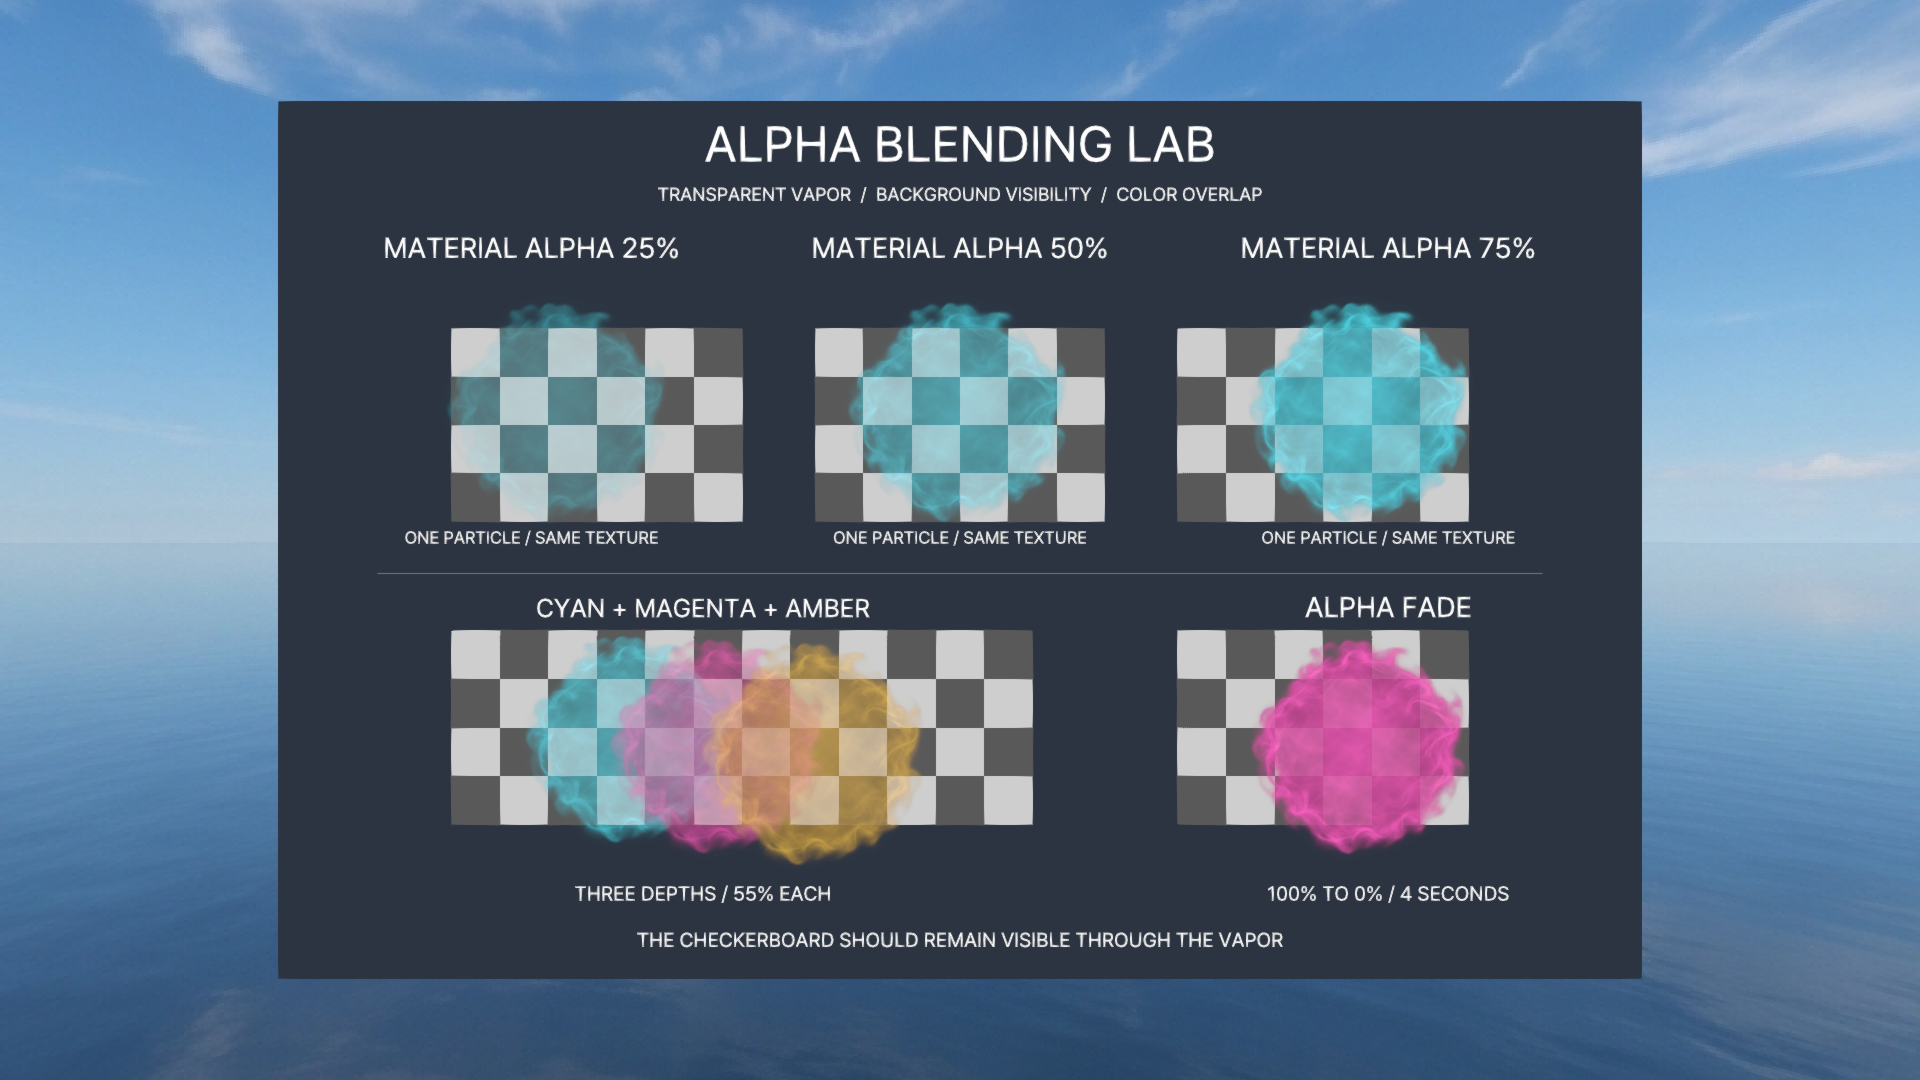 ALPHA BLENDING LAB
TRANSPARENT VAPOR / BACKGROUND VISIBILITY / COLOR OVERLAP
MATERIAL ALPHA 25%
MATERIAL ALPHA 50%
MATERIAL ALPHA 75%
ONE PARTICLE / SAME TEXTURE
ONE PARTICLE / SAME TEXTURE
ONE PARTICLE / SAME TEXTURE
CYAN + MAGENTA + AMBER
ALPHA FADE
THREE DEPTHS / 55% EACH
100% TO 0% / 4 SECONDS
THE CHECKERBOARD SHOULD REMAIN VISIBLE THROUGH THE VAPOR